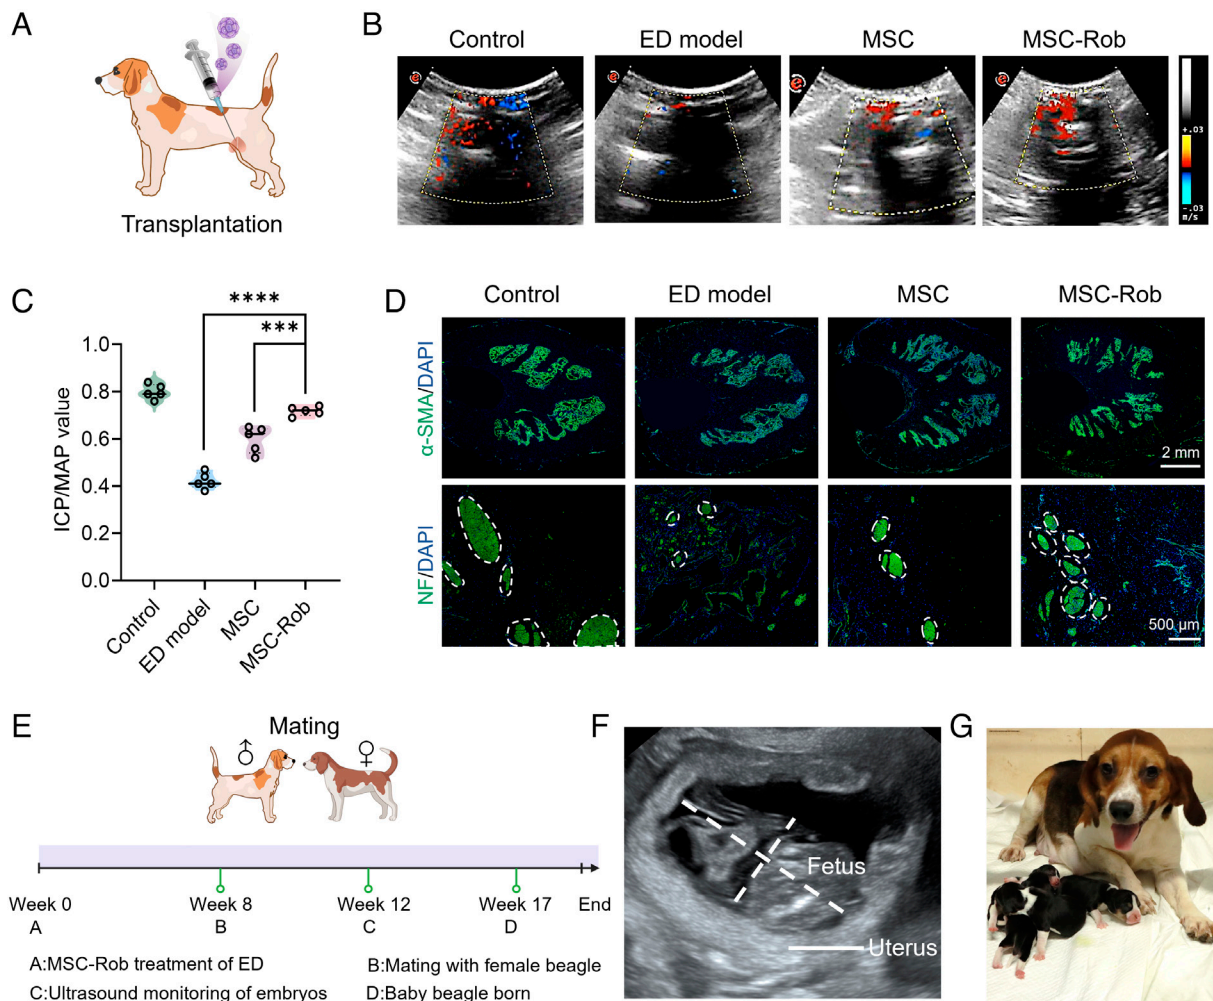 A
Transplantation
B
Control
ED model
MSC
MSC-Rob
e
e
e
e
+.03
-.03
m/s
C
****
***
ICP/MAP value
1.0
0.8
0.6
0.4
0.2
0.0
Control
ED model
MSC
MSC-Rob
D
Control
ED model
MSC
MSC-Rob
α-SMA/DAPI
2 mm
NF/DAPI
500 μm
E
Mating
♂
♀
Week 0
Week 8
Week 12
Week 17
End
A
B
C
D
A:MSC-Rob treatment of ED
B:Mating with female beagle
C:Ultrasound monitoring of embryos
D:Baby beagle born
F
Fetus
Uterus
G